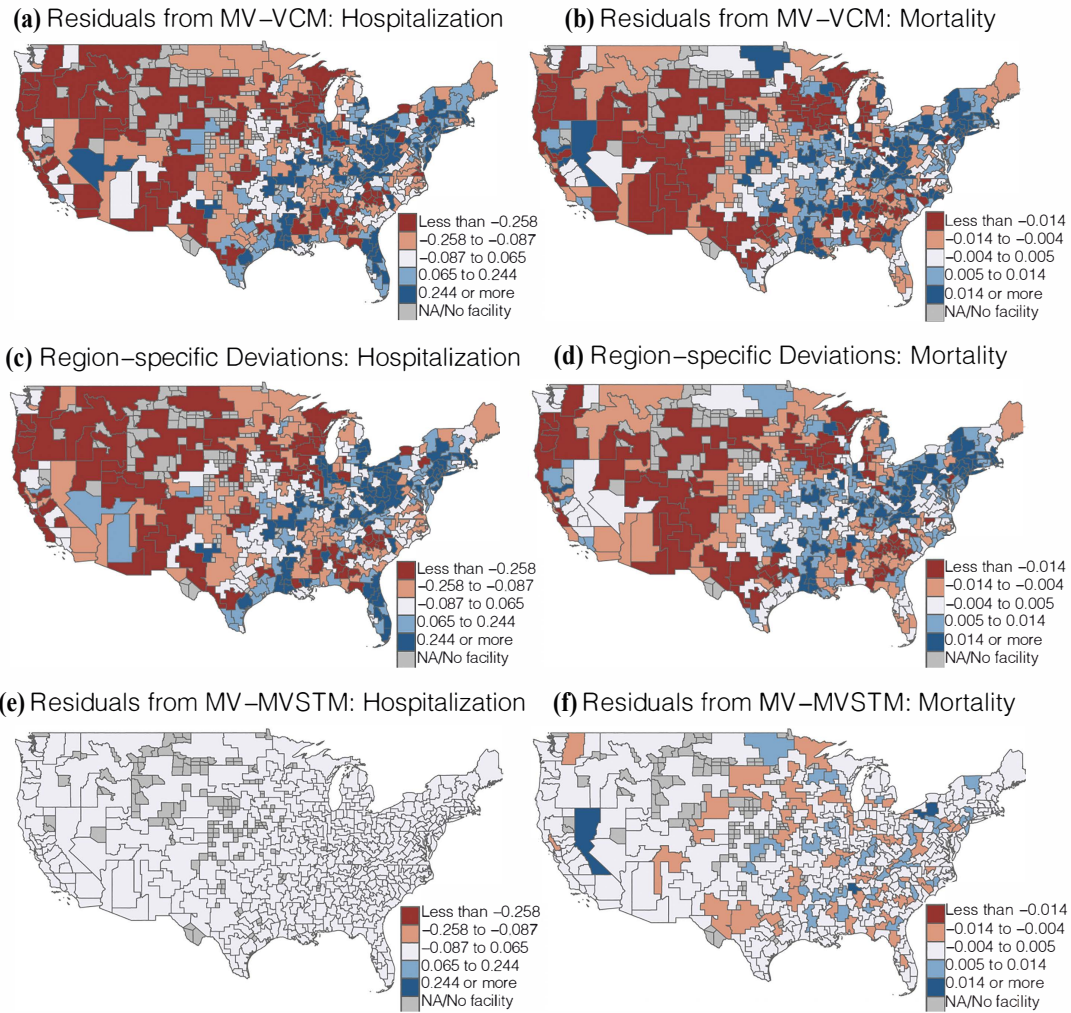 (a) Residuals from MV−VCM: Hospitalization
Less than −0.258
−0.258 to −0.087
−0.087 to 0.065
0.065 to 0.244
0.244 or more
NA/No facility
(b) Residuals from MV−VCM: Mortality
Less than −0.014
−0.014 to −0.004
−0.004 to 0.005
0.005 to 0.014
0.014 or more
NA/No facility
(c) Region−specific Deviations: Hospitalization
Less than −0.258
−0.258 to −0.087
−0.087 to 0.065
0.065 to 0.244
0.244 or more
NA/No facility
(d) Region−specific Deviations: Mortality
Less than −0.014
−0.014 to −0.004
−0.004 to 0.005
0.005 to 0.014
0.014 or more
NA/No facility
(e) Residuals from MV−MVSTM: Hospitalization
Less than −0.258
−0.258 to −0.087
−0.087 to 0.065
0.065 to 0.244
0.244 or more
NA/No facility
(f) Residuals from MV−MVSTM: Mortality
Less than −0.014
−0.014 to −0.004
−0.004 to 0.005
0.005 to 0.014
0.014 or more
NA/No facility